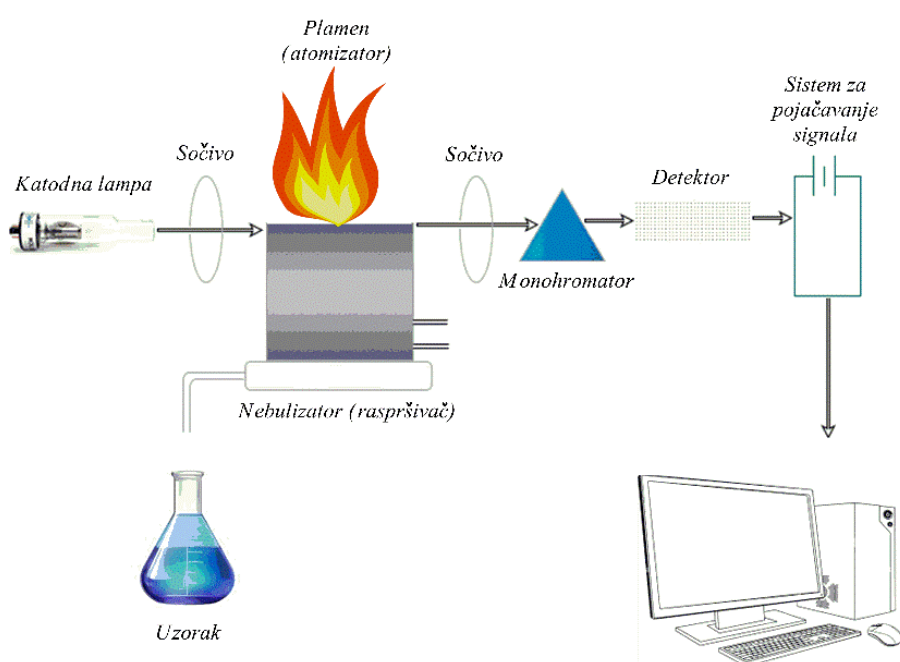 Plamen
(atomizator)
Sistem za
pojačavanje
signala
Sočivo
Sočivo
Katodna lampa
Detektor
Monohromator
Nebulizator (raspršivač)
Uzorak